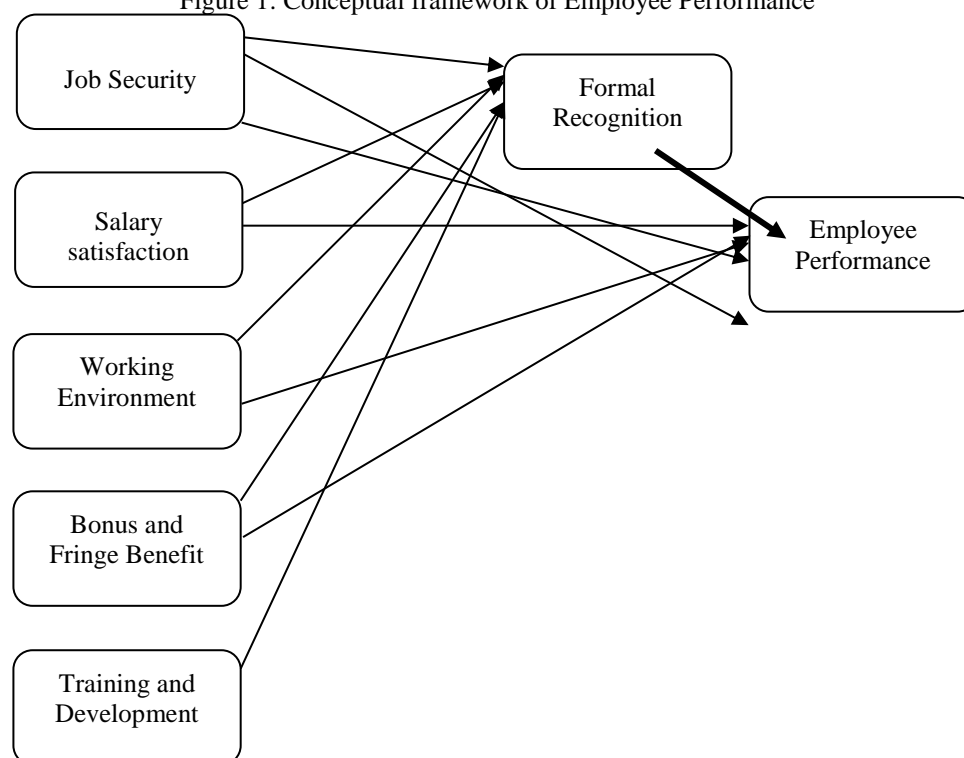 Figure 1: Conceptual framework of Employee Performance
Job Security
Formal
Recognition
Salary
satisfaction
Employee
Performance
Working
Environment
Bonus and
Fringe Benefit
Training and
Development